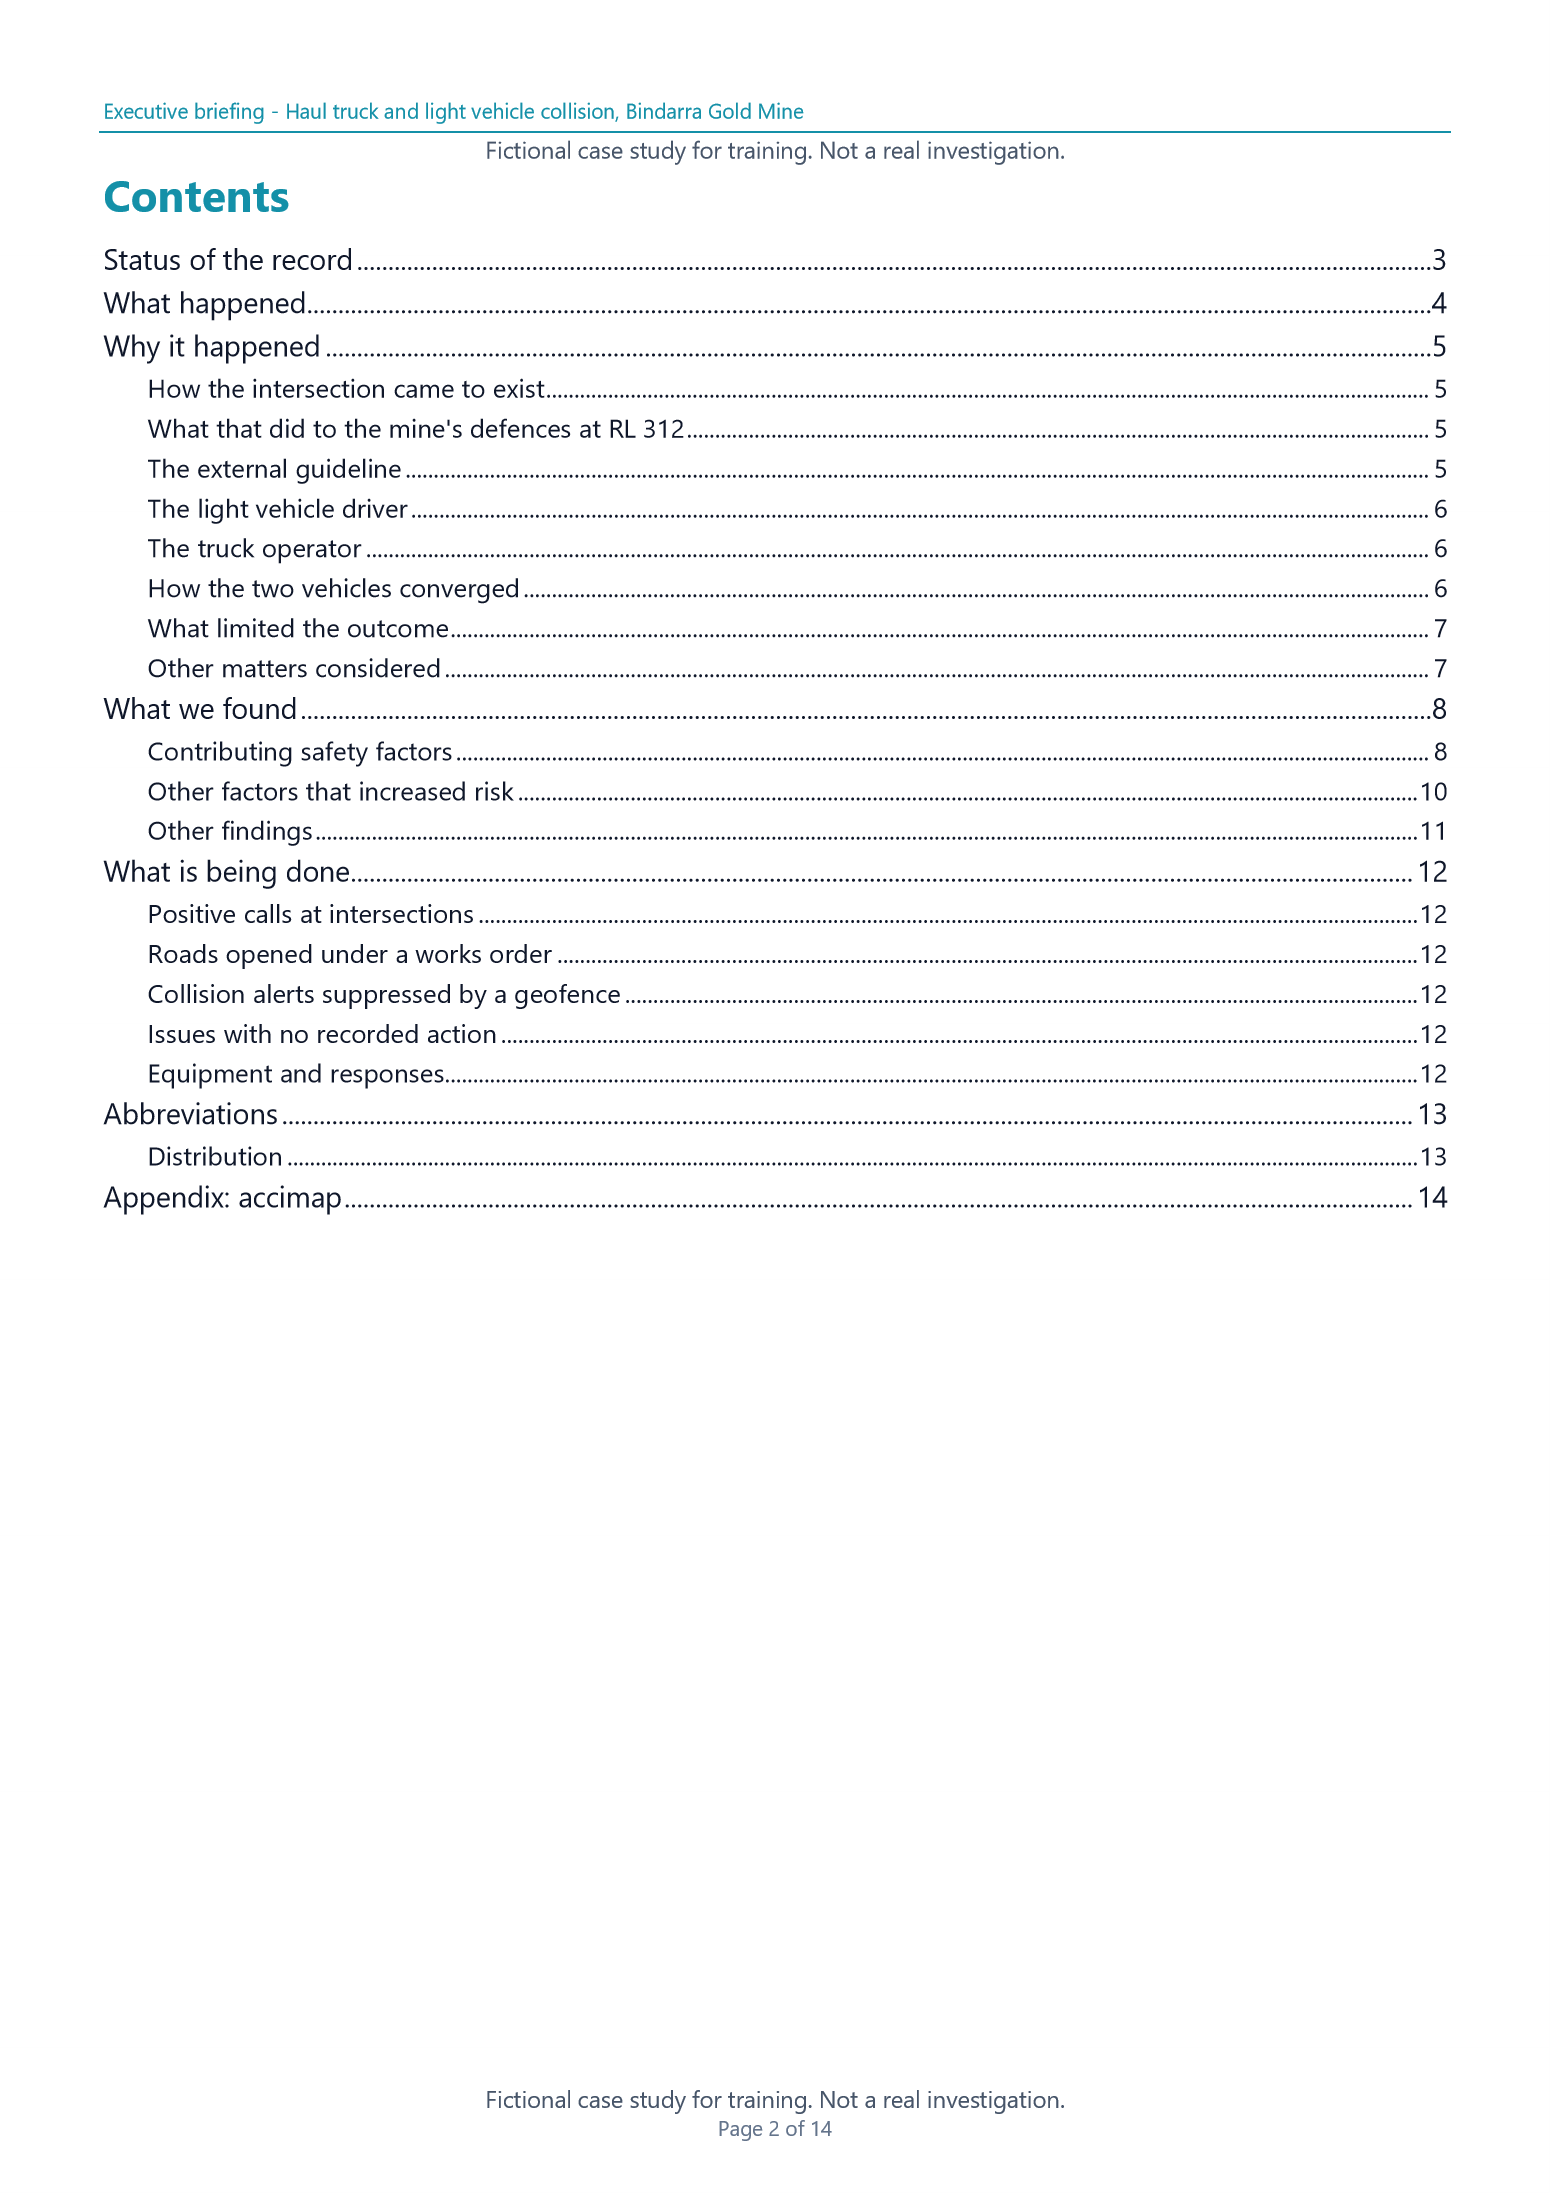 Executive briefing - Haul truck and light vehicle collision, Bindarra Gold Mine
Fictional case study for training. Not a real investigation.
Contents
Status of the record 3
What happened 4
Why it happened 5
How the intersection came to exist 5
What that did to the mine's defences at RL 312 5
The external guideline 5
The light vehicle driver 6
The truck operator 6
How the two vehicles converged 6
What limited the outcome 7
Other matters considered 7
What we found 8
Contributing safety factors 8
Other factors that increased risk 10
Other findings 11
What is being done 12
Positive calls at intersections 12
Roads opened under a works order 12
Collision alerts suppressed by a geofence 12
Issues with no recorded action 12
Equipment and responses 12
Abbreviations 13
Distribution 13
Appendix: accimap 14
Fictional case study for training. Not a real investigation.
Page 2 of 14